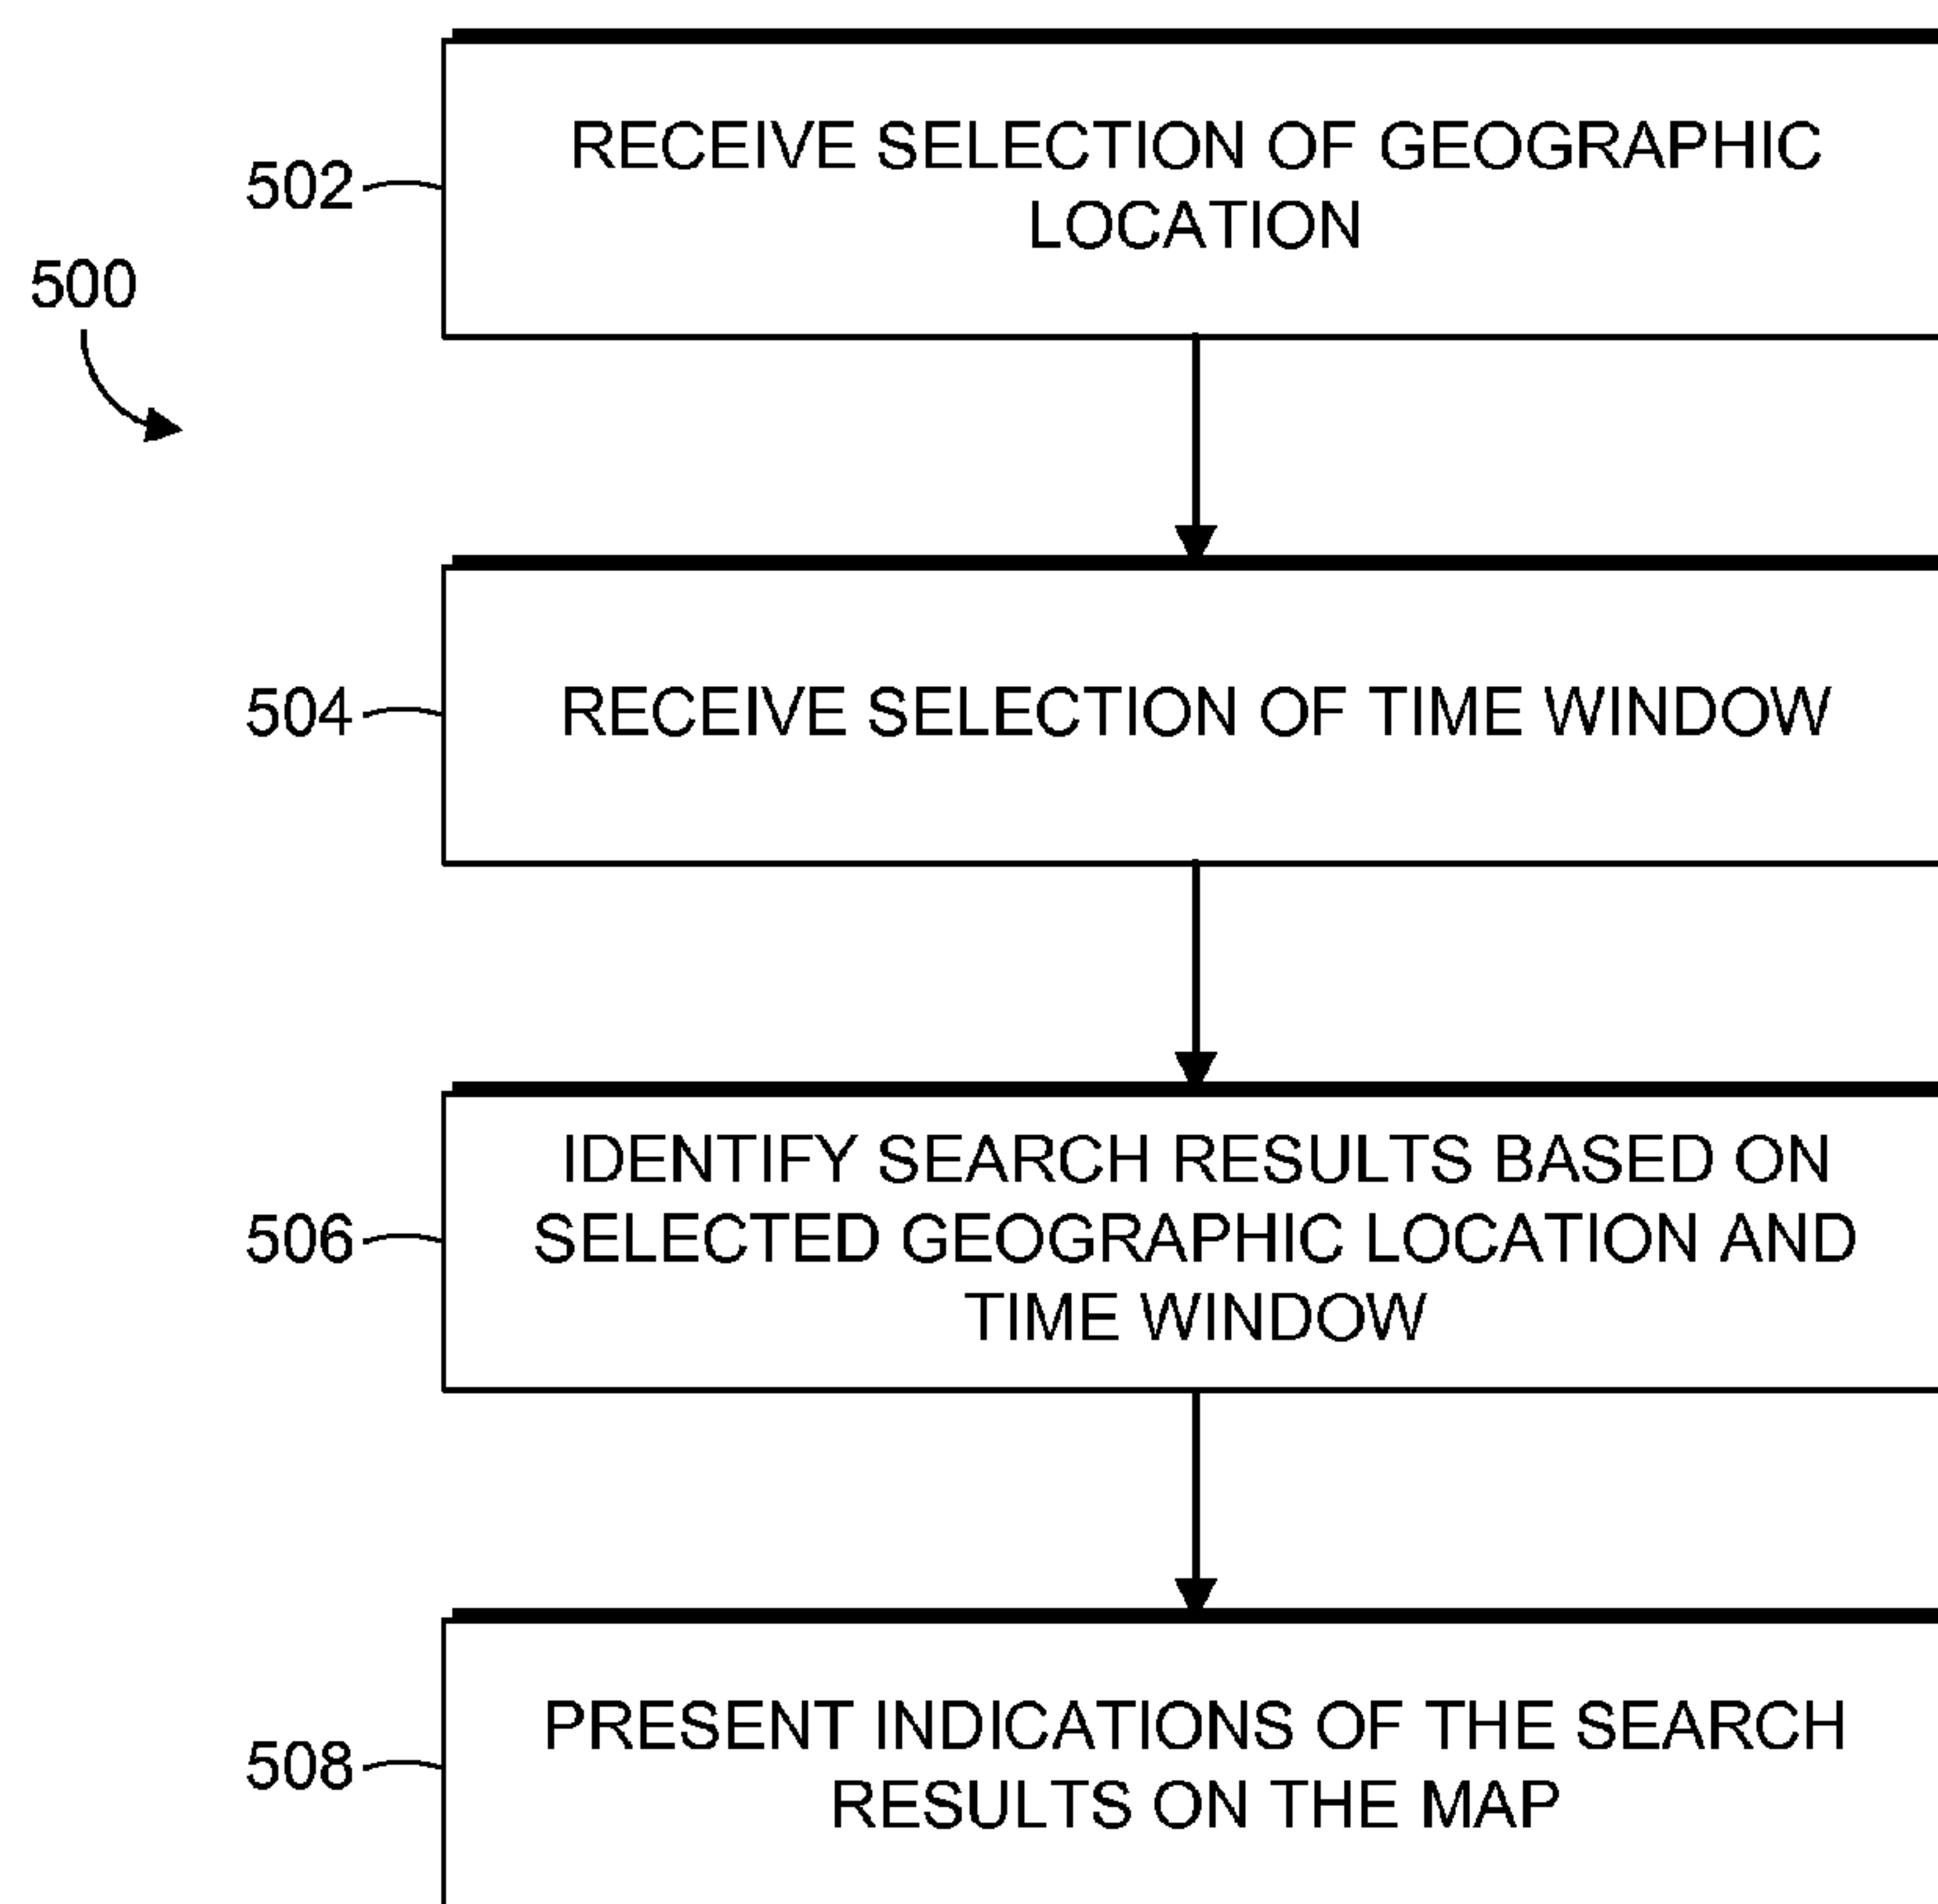 502
RECEIVE SELECTION OF GEOGRAPHIC
LOCATION
500
504
RECEIVE SELECTION OF TIME WINDOW
506
IDENTIFY SEARCH RESULTS BASED ON
SELECTED GEOGRAPHIC LOCATION AND
TIME WINDOW
508
PRESENT INDICATIONS OF THE SEARCH
RESULTS ON THE MAP